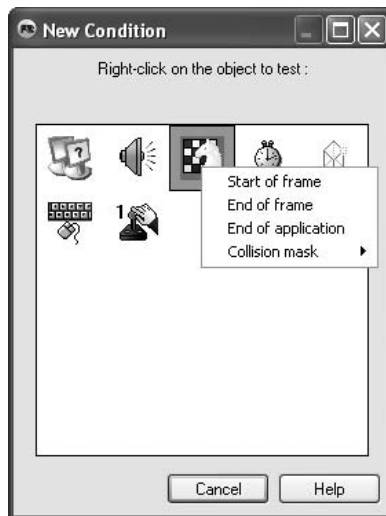 New Condition
Right-click on the object to test :
?
Start of frame
End of frame
End of application
Collision mask
1
Cancel
Help